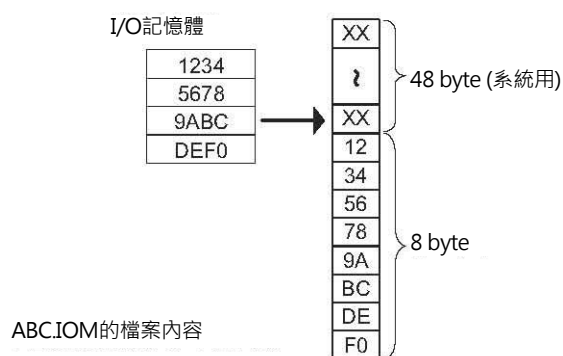 I/O記憶體
1234
5678
9ABC
DEF0
XX
~
XX
12
34
56
78
9A
BC
DE
F0
48 byte (系統用)
8 byte
ABC.IOM的檔案內容